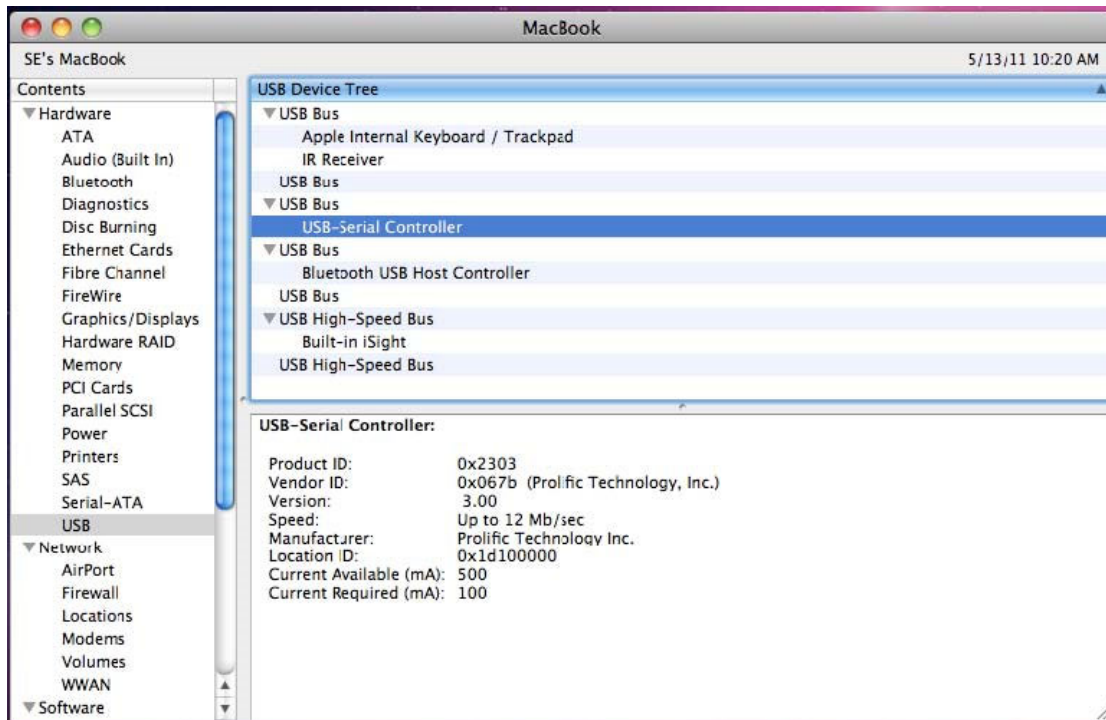 MacBook
SE's MacBook
5/13/11 10:20 AM
Contents
Hardware
ATA
Audio (Built In)
Bluetooth
Diagnostics
Disc Burning
Ethernet Cards
Fibre Channel
FireWire
Graphics/Displays
Hardware RAID
Memory
PCI Cards
Parallel SCSI
Power
Printers
SAS
Serial-ATA
USB
Network
AirPort
Firewall
Locations
Modems
Volumes
WWAN
Software
USB Device Tree
USB Bus
Apple Internal Keyboard / Trackpad
IR Receiver
USB Bus
USB Bus
USB-Serial Controller
USB Bus
Bluetooth USB Host Controller
USB Bus
USB High-Speed Bus
Built-in iSight
USB High-Speed Bus
USB-Serial Controller:
Product ID: 0x2303
Vendor ID: 0x067b (Prolific Technology, Inc.)
Version: 3.00
Speed: Up to 12 Mb/sec
Manufacturer: Prolific Technology Inc.
Location ID: 0x1d100000
Current Available (mA): 500
Current Required (mA): 100